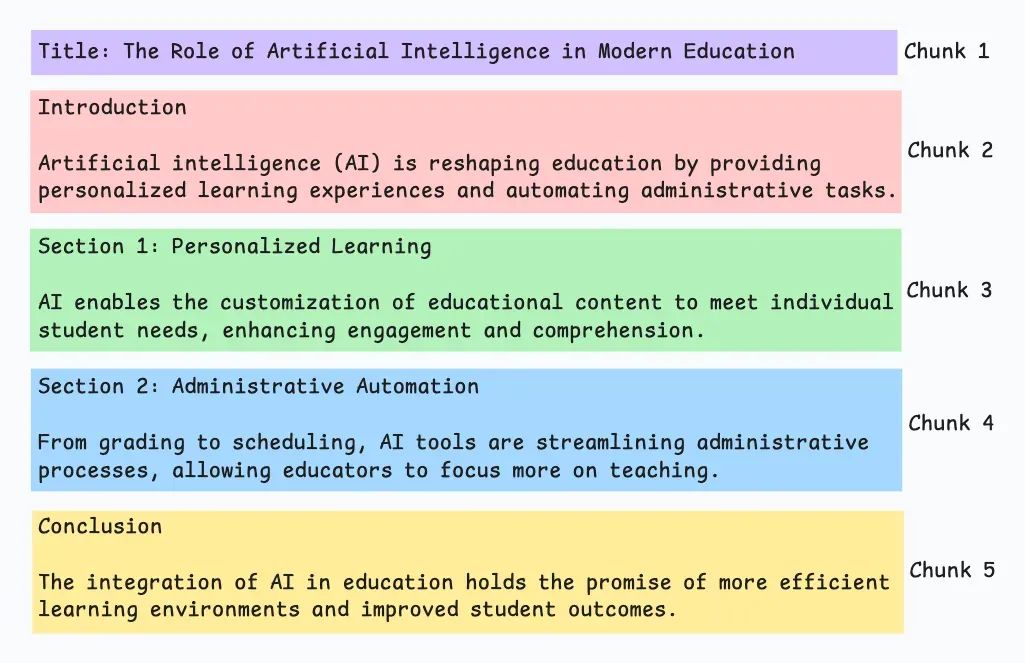 Title: The Role of Artificial Intelligence in Modern Education
Chunk 1
Introduction
Artificial intelligence (AI) is reshaping education by providing
personalized learning experiences and automating administrative tasks.
Chunk 2
Section 1: Personalized Learning
AI enables the customization of educational content to meet individual
student needs, enhancing engagement and comprehension.
Chunk 3
Section 2: Administrative Automation
From grading to scheduling, AI tools are streamlining administrative
processes, allowing educators to focus more on teaching.
Chunk 4
Conclusion
The integration of AI in education holds the promise of more efficient
learning environments and improved student outcomes.
Chunk 5